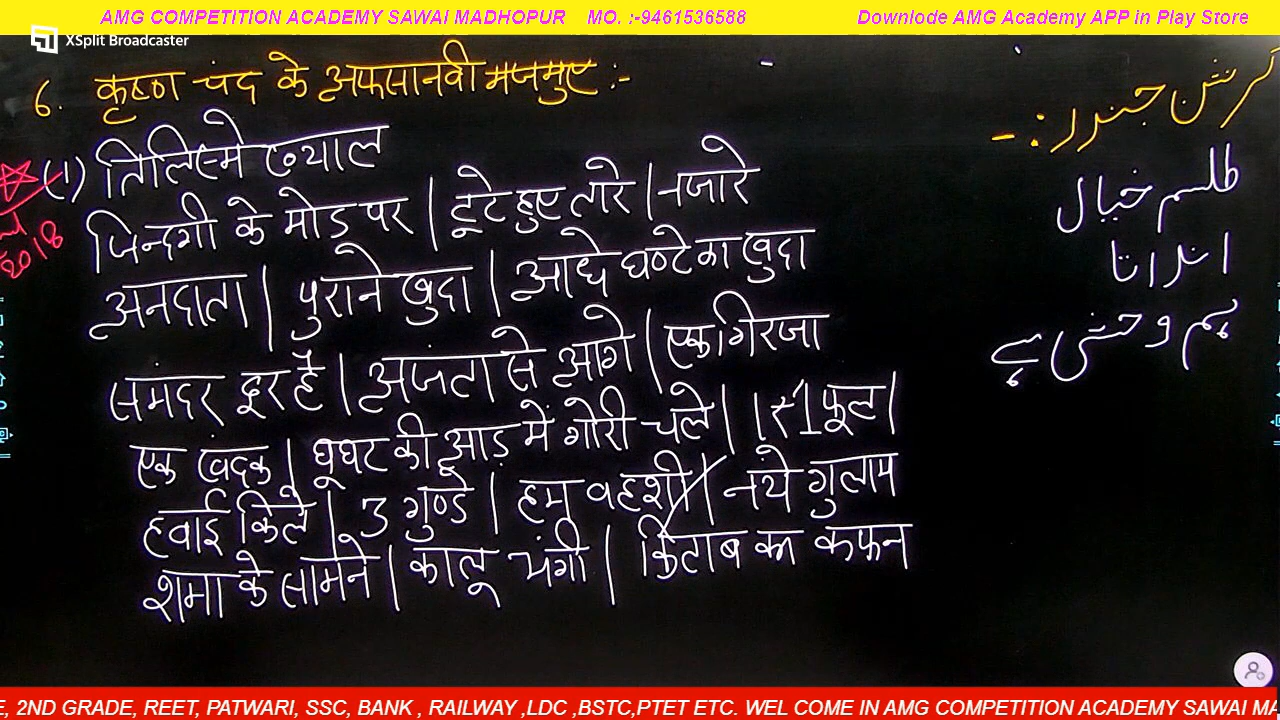 AMG COMPETITION ACADEMY SAWAI MADHOPUR MO. :-9461536588 Downlode AMG Academy APP in Play Store
XSplit Broadcaster
6. कृष्ण चंद के अफसानवी मजमुए :-
کرشن چندر :-
(1) तिलिस्मे ख्याल
طلسم خیال
2018
जिन्दगी के मोड़ पर | टूटे हुए तारे | नजारे
अनदाता | पुराने खुदा | आधे घण्टे का खुदा
ان داتا
समंदर दूर है | अजंता से आगे | एक गिरजा
ہم وحشی ہے
एक खंदक | घूघट की आड़ में गोरी चले | 1 रू 1 फूल |
हवाई किले | 3 गुण्डे | हम वहशी | नये गुलाम
शमा के सामने | कालू भंगी | किताब का कफन
E, 2ND GRADE, REET, PATWARI, SSC, BANK , RAILWAY ,LDC ,BSTC,PTET ETC. WEL COME IN AMG COMPETITION ACADEMY SAWAI MA